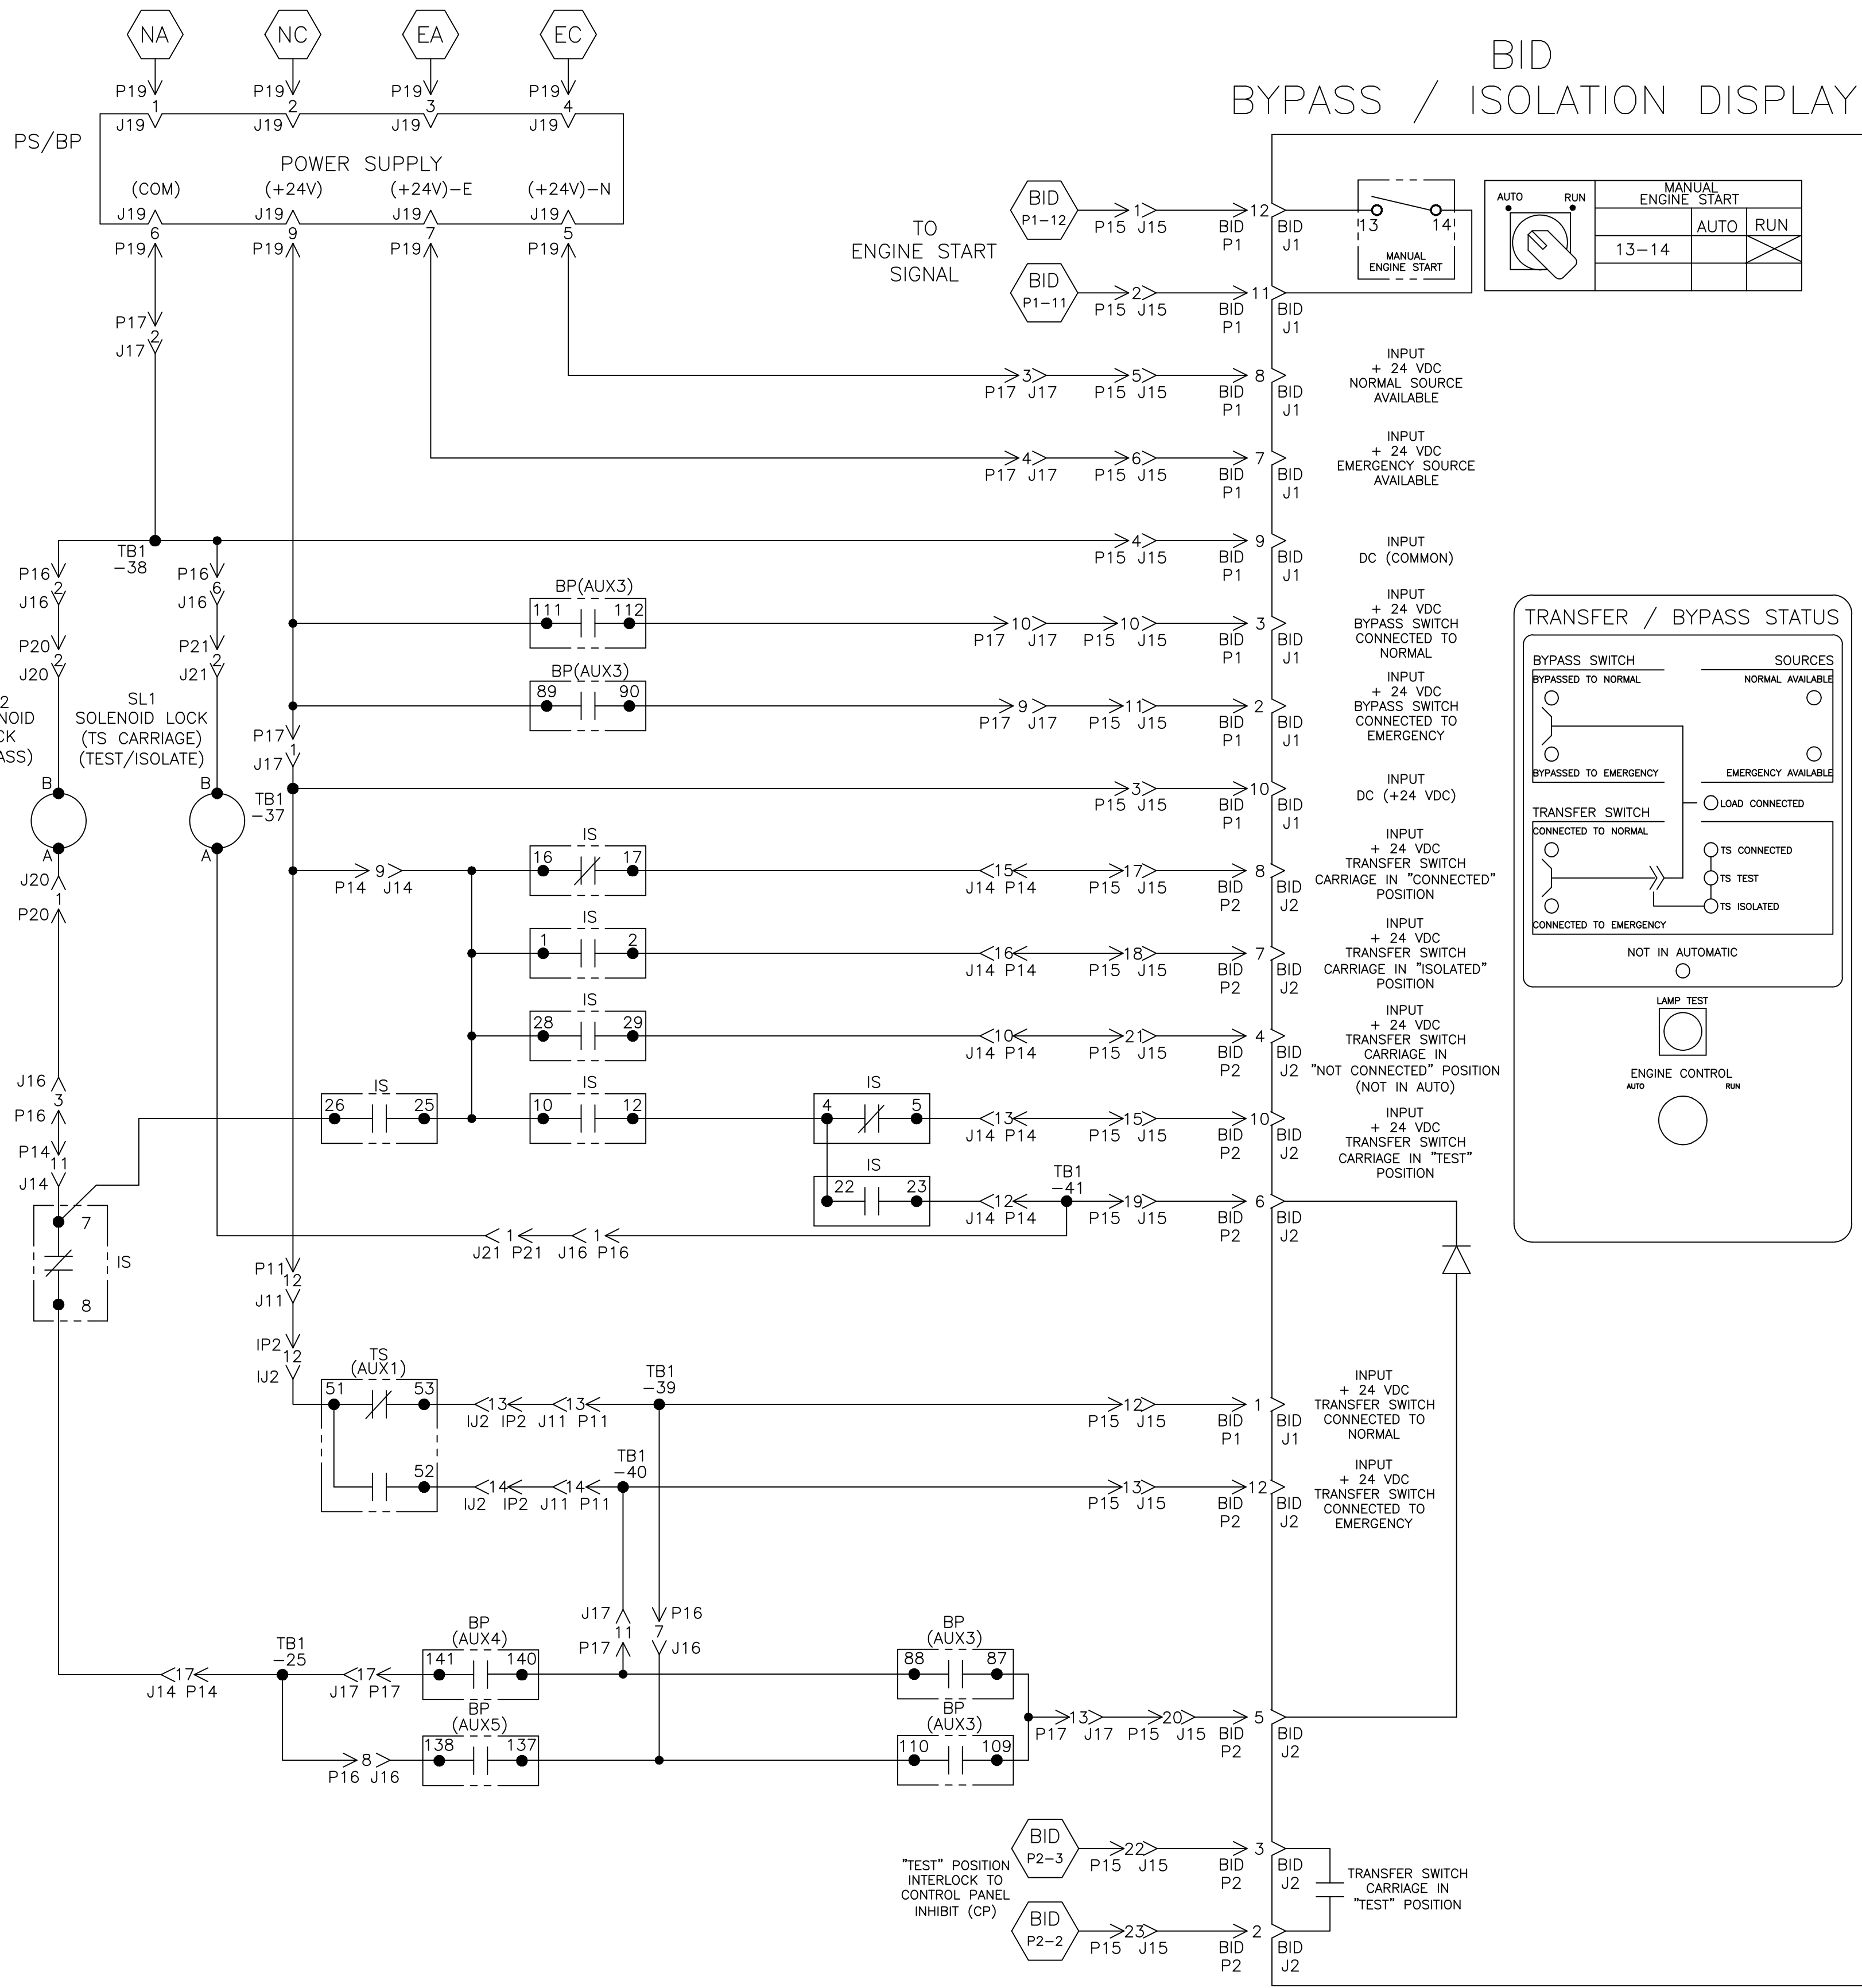 NA NC EA EC
P19 P19 P19 P19
1 2 3 4
J19 J19 J19 J19
PS/BP
POWER SUPPLY
(COM) (+24V) (+24V)-E (+24V)-N
J19 J19 J19 J19
6 9 7 5
P19 P19 P19 P19
P17
2
J17
BID
BYPASS / ISOLATION DISPLAY
TO
ENGINE START
SIGNAL
BID
P1-12
1 12
P15 J15 BID BID
P1 J1
BID
P1-11
2 11
P15 J15 BID BID
P1 J1
13 14
MANUAL
ENGINE START
AUTO RUN
MANUAL
ENGINE START
AUTO RUN
13-14
3 5 8
P17 J17 P15 J15 BID BID
P1 J1
INPUT
+ 24 VDC
NORMAL SOURCE
AVAILABLE
4 6 7
P17 J17 P15 J15 BID BID
P1 J1
INPUT
+ 24 VDC
EMERGENCY SOURCE
AVAILABLE
TB1
-38
4 9
P15 J15 BID BID
P1 J1
INPUT
DC (COMMON)
P16 P16
2 6
J16 J16
P20 P21
2 2
J20 J21
2
NOID
CK
ASS)
SL1
SOLENOID LOCK
(TS CARRIAGE)
(TEST/ISOLATE)
B B
A A
BP(AUX3)
111 112
10 10 3
P17 J17 P15 J15 BID BID
P1 J1
INPUT
+ 24 VDC
BYPASS SWITCH
CONNECTED TO
NORMAL
BP(AUX3)
89 90
9 11 2
P17 J17 P15 J15 BID BID
P1 J1
INPUT
+ 24 VDC
BYPASS SWITCH
CONNECTED TO
EMERGENCY
P17
1
J17
TB1
-37
3 10
P15 J15 BID BID
P1 J1
INPUT
DC (+24 VDC)
9
P14 J14
IS
16 17
15 17 8
J14 P14 P15 J15 BID BID
P2 J2
INPUT
+ 24 VDC
TRANSFER SWITCH
CARRIAGE IN "CONNECTED"
POSITION
IS
1 2
16 18 7
J14 P14 P15 J15 BID BID
P2 J2
INPUT
+ 24 VDC
TRANSFER SWITCH
CARRIAGE IN "ISOLATED"
POSITION
IS
28 29
10 21 4
J14 P14 P15 J15 BID BID
P2 J2
INPUT
+ 24 VDC
TRANSFER SWITCH
CARRIAGE IN
"NOT CONNECTED" POSITION
(NOT IN AUTO)
IS IS IS
26 25 10 12 4 5
13 15 10
J14 P14 P15 J15 BID BID
P2 J2
INPUT
+ 24 VDC
TRANSFER SWITCH
CARRIAGE IN "TEST"
POSITION
IS
22 23
TB1
-41
12 19 6
J14 P14 P15 J15 BID BID
P2 J2
1 1
J21 P21 J16 P16
J20
1
P20
J16
3
P16
P14
11
J14
7
IS
8
TRANSFER / BYPASS STATUS
BYPASS SWITCH SOURCES
BYPASSED TO NORMAL NORMAL AVAILABLE
BYPASSED TO EMERGENCY EMERGENCY AVAILABLE
LOAD CONNECTED
TRANSFER SWITCH
CONNECTED TO NORMAL
TS CONNECTED
TS TEST
TS ISOLATED
CONNECTED TO EMERGENCY
NOT IN AUTOMATIC
LAMP TEST
ENGINE CONTROL
AUTO RUN
P11
12
J11
IP2
12
IJ2
TS
(AUX1)
51 53
13 13
IJ2 IP2 J11 P11
TB1
-39
12 1
P15 J15 BID BID
P1 J1
INPUT
+ 24 VDC
TRANSFER SWITCH
CONNECTED TO
NORMAL
52
14 14
IJ2 IP2 J11 P11
TB1
-40
13 12
P15 J15 BID BID
P2 J2
INPUT
+ 24 VDC
TRANSFER SWITCH
CONNECTED TO
EMERGENCY
J17 P16
11 7
P17 J16
TB1
-25
17 17
J14 P14 J17 P17
BP
(AUX4)
141 140
BP
(AUX3)
88 87
8
P16 J16
BP
(AUX5)
138 137
BP
(AUX3)
110 109
13 20 5
P17 J17 P15 J15 BID BID
P2 J2
"TEST" POSITION
INTERLOCK TO
CONTROL PANEL
INHIBIT (CP)
BID
P2-3
22 3
P15 J15 BID BID
P2 J2
BID
P2-2
23 2
P15 J15 BID BID
P2 J2
TRANSFER SWITCH
CARRIAGE IN
"TEST" POSITION